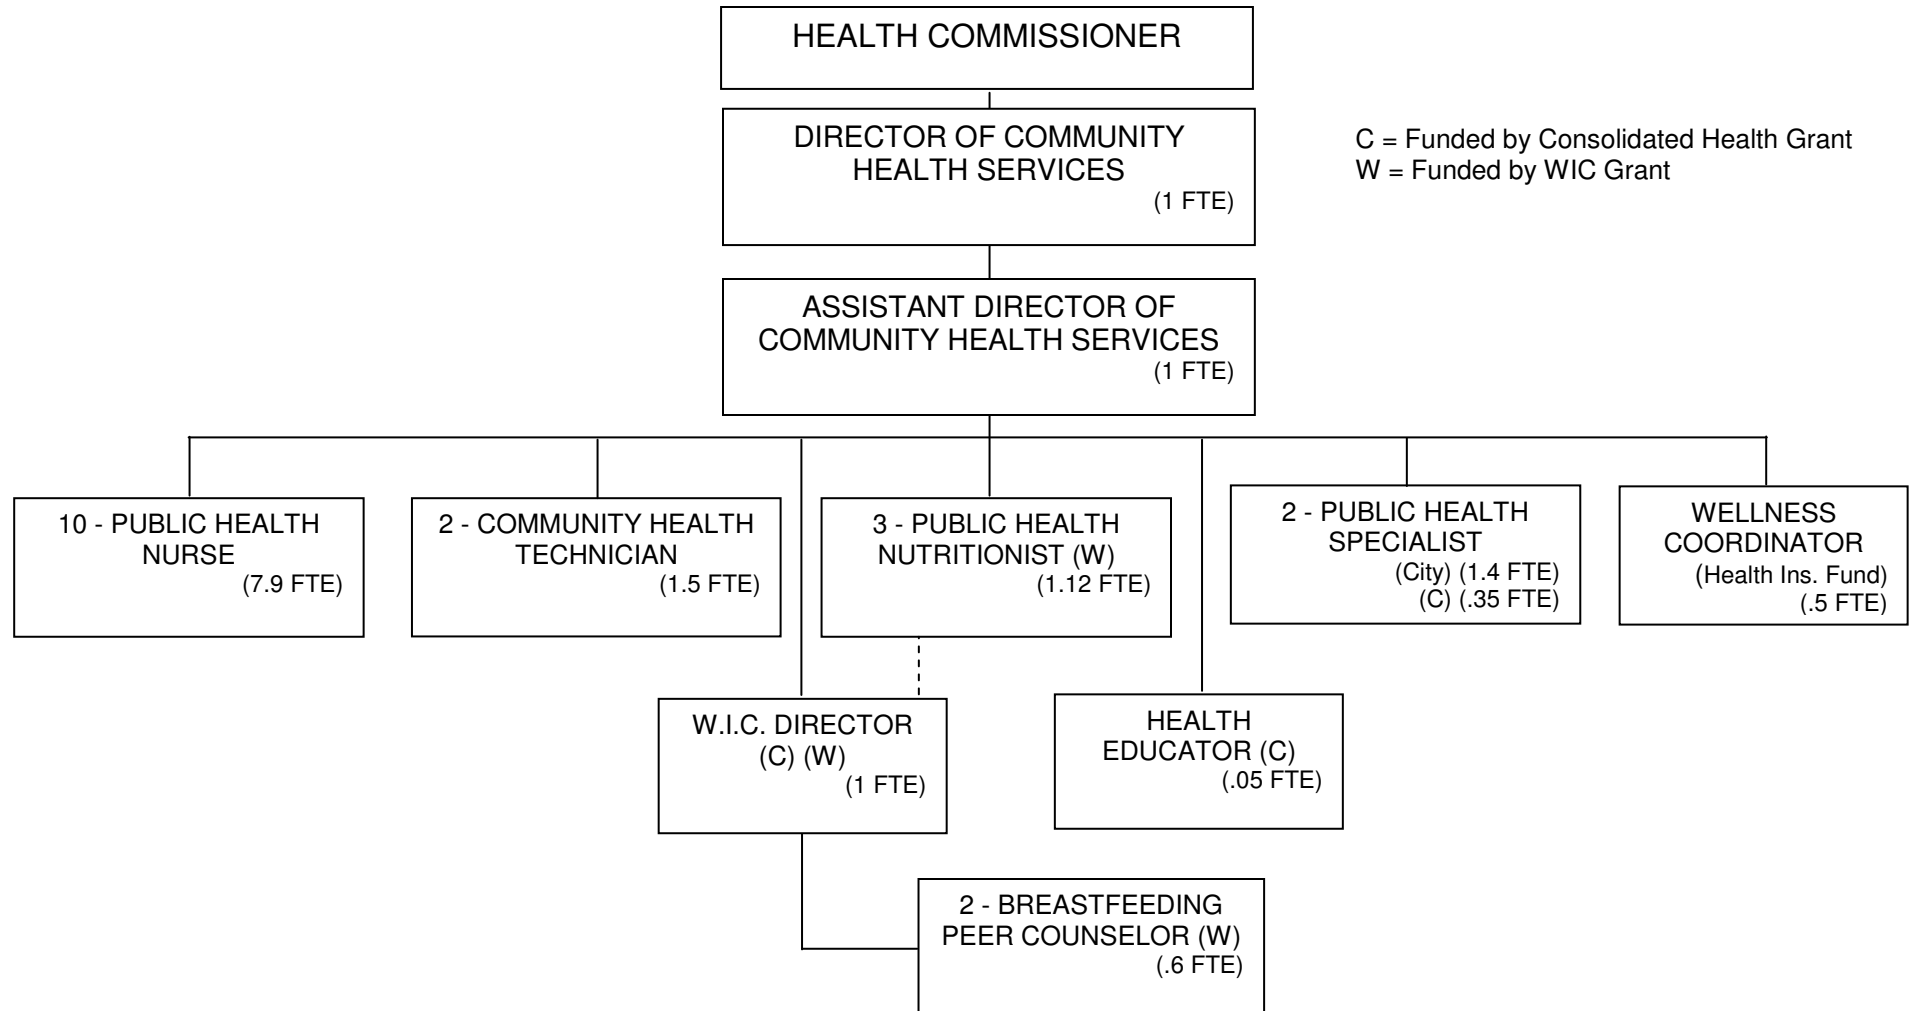 HEALTH COMMISSIONER
DIRECTOR OF COMMUNITY
HEALTH SERVICES
(1 FTE)
C = Funded by Consolidated Health Grant
W = Funded by WIC Grant
ASSISTANT DIRECTOR OF
COMMUNITY HEALTH SERVICES
(1 FTE)
10 - PUBLIC HEALTH
NURSE
(7.9 FTE)
2 - COMMUNITY HEALTH
TECHNICIAN
(1.5 FTE)
3 - PUBLIC HEALTH
NUTRITIONIST (W)
(1.12 FTE)
2 - PUBLIC HEALTH
SPECIALIST
(City) (1.4 FTE)
(C) (.35 FTE)
WELLNESS
COORDINATOR
(Health Ins. Fund)
(.5 FTE)
W.I.C. DIRECTOR
(C) (W)
(1 FTE)
HEALTH
EDUCATOR (C)
(.05 FTE)
2 - BREASTFEEDING
PEER COUNSELOR (W)
(.6 FTE)